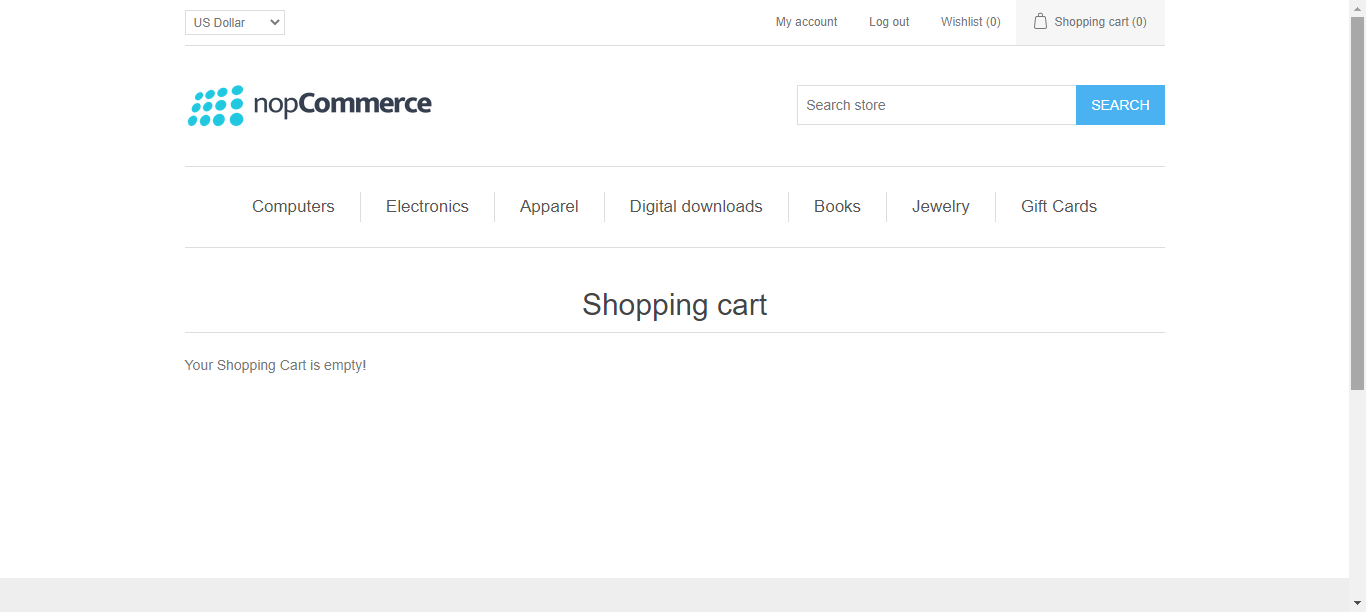 US Dollar
My account
Log out
Wishlist (0)
Shopping cart (0)
nopCommerce
Search store
SEARCH
Computers
Electronics
Apparel
Digital downloads
Books
Jewelry
Gift Cards
Shopping cart
Your Shopping Cart is empty!